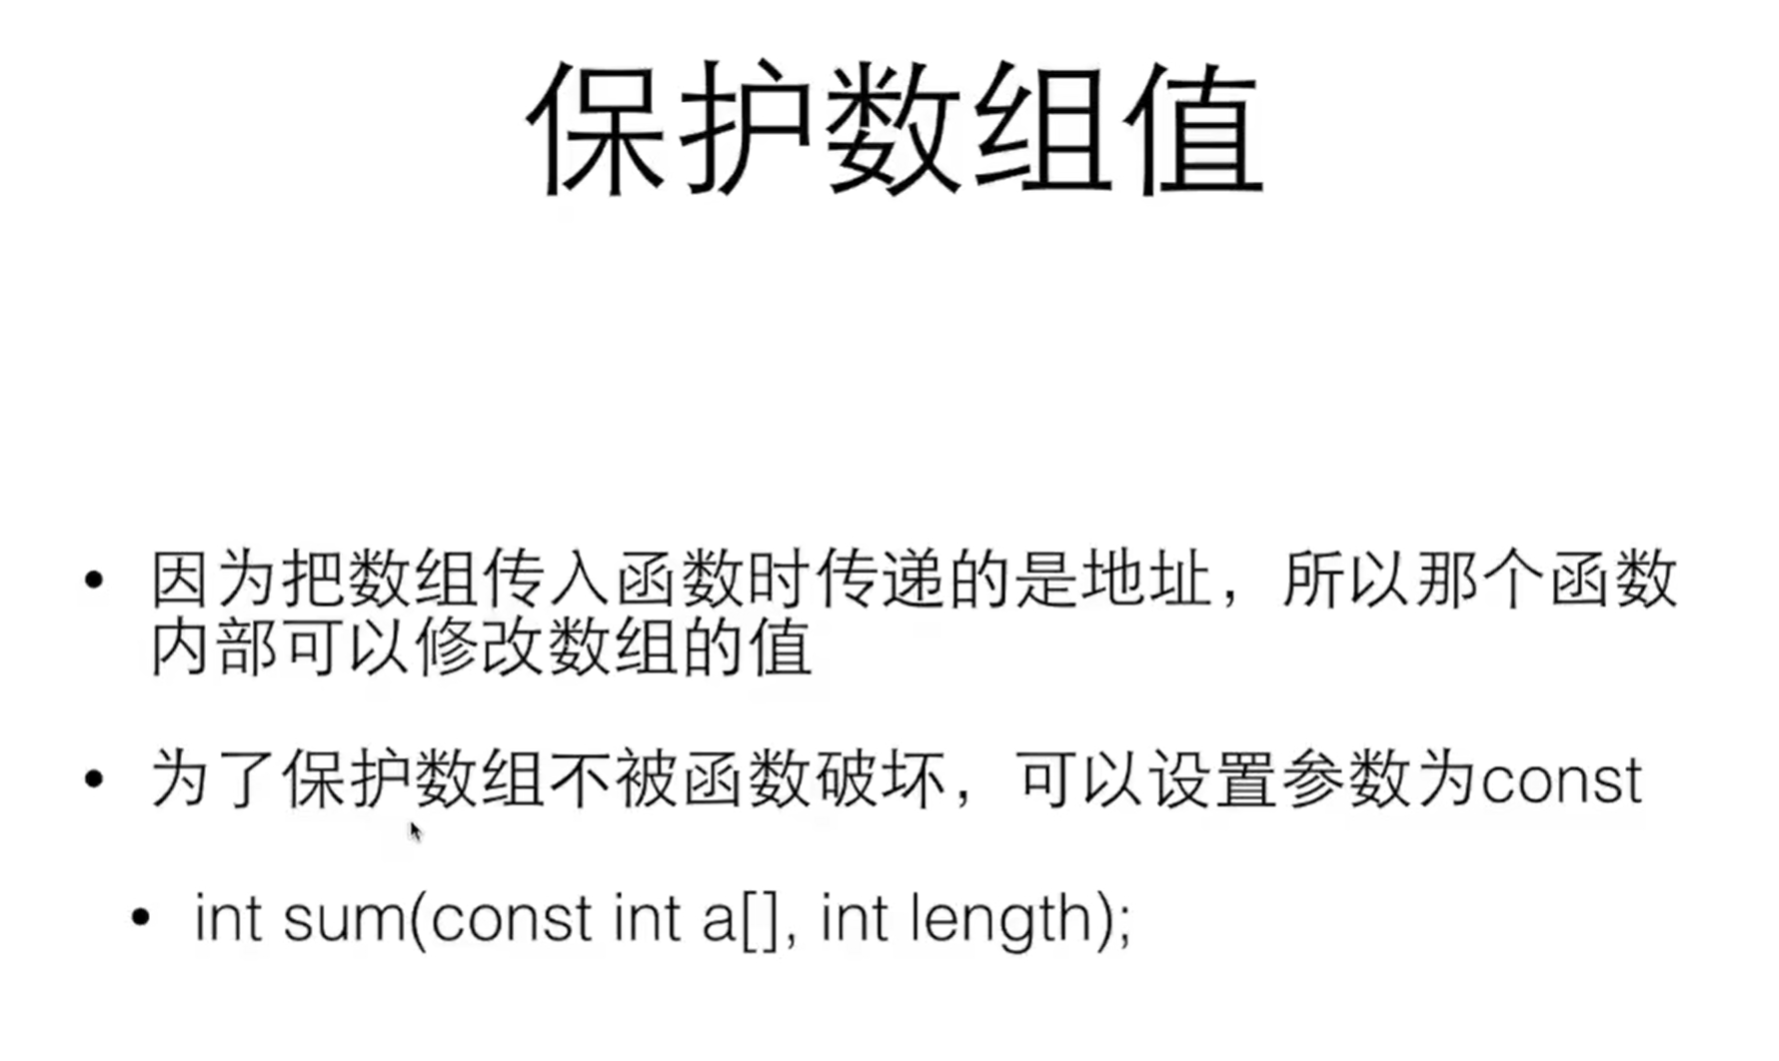 保护数组值
• 因为把数组传入函数时传递的是地址，所以那个函数
内部可以修改数组的值
• 为了保护数组不被函数破坏，可以设置参数为const
• int sum(const int a[], int length);